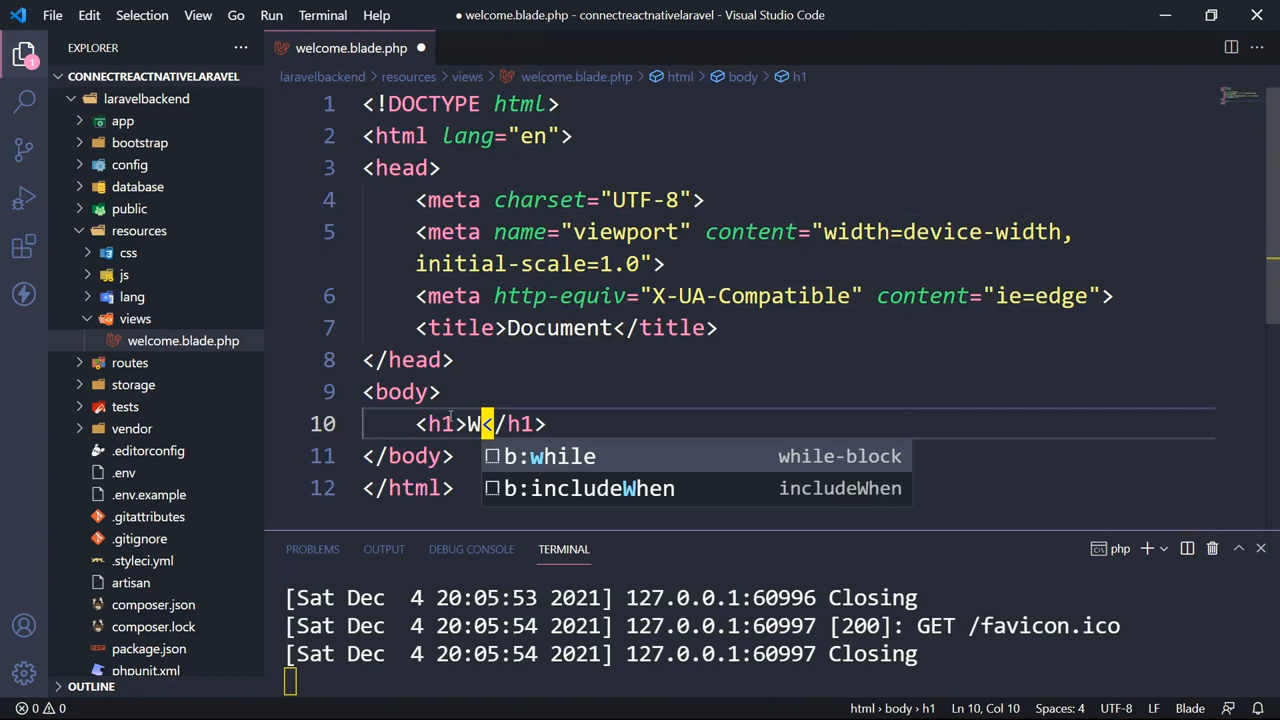 File Edit Selection View Go Run Terminal Help ● welcome.blade.php - connectreactnativelaravel - Visual Studio Code
EXPLORER
1
CONNECTREACTNATIVELARAVEL
laravelbackend
app
bootstrap
config
database
public
resources
css
js
lang
views
welcome.blade.php
routes
storage
tests
vendor
.editorconfig
.env
.env.example
.gitattributes
.gitignore
.styleci.yml
artisan
composer.json
composer.lock
package.json
phpunit.xml
OUTLINE
welcome.blade.php
laravelbackend > resources > views > welcome.blade.php > html > body > h1
1 <!DOCTYPE html>
2 <html lang="en">
3 <head>
4 <meta charset="UTF-8">
5 <meta name="viewport" content="width=device-width,
initial-scale=1.0">
6 <meta http-equiv="X-UA-Compatible" content="ie=edge">
7 <title>Document</title>
8 </head>
9 <body>
10 <h1>W</h1>
11 </body>
12 </html>
b:while while-block
b:includeWhen includeWhen
PROBLEMS OUTPUT DEBUG CONSOLE TERMINAL php
[Sat Dec  4 20:05:53 2021] 127.0.0.1:60996 Closing
[Sat Dec  4 20:05:54 2021] 127.0.0.1:60997 [200]: GET /favicon.ico
[Sat Dec  4 20:05:54 2021] 127.0.0.1:60997 Closing
0 0 html > body > h1 Ln 10, Col 10 Spaces: 4 UTF-8 LF Blade